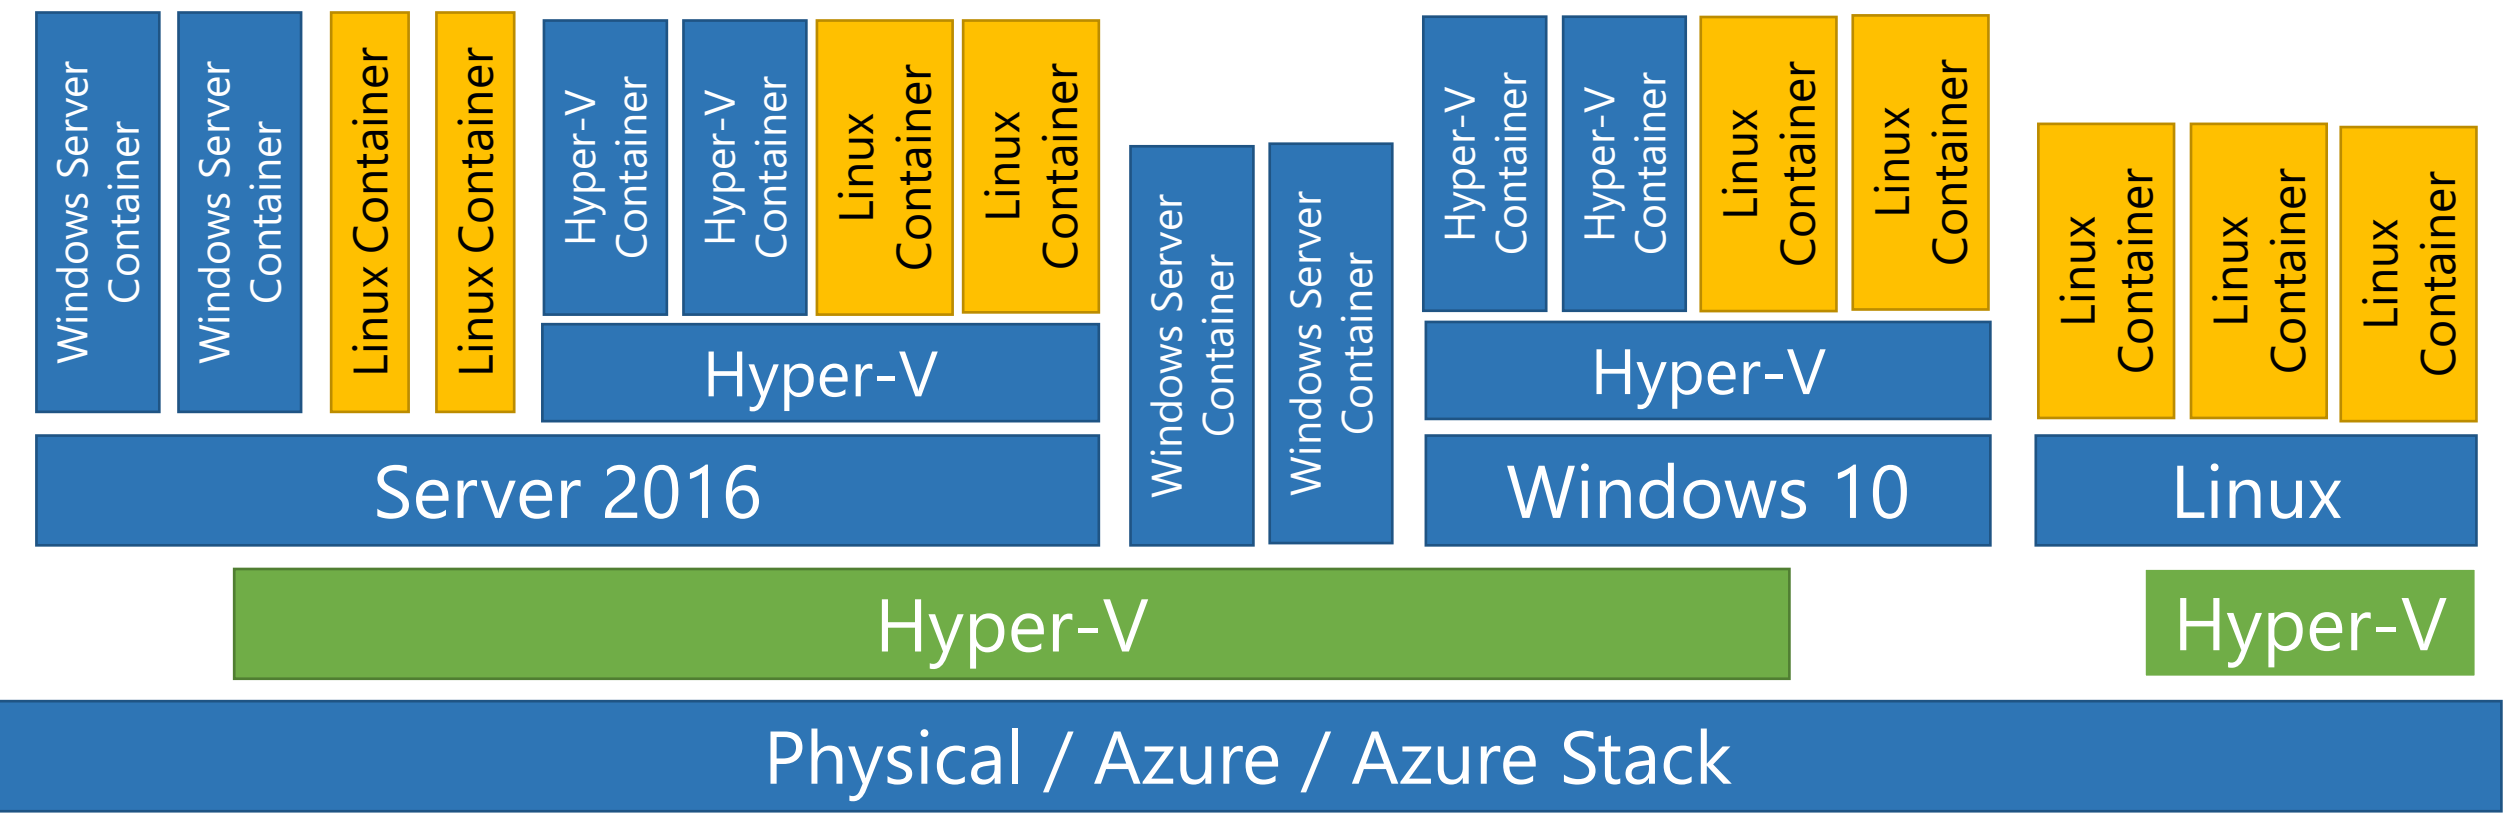 Windows Server
Container
Windows Server
Container
Linux Container
Linux Container
Hyper-V
Container
Hyper-V
Container
Linux
Container
Linux
Container
Windows Server
Container
Windows Server
Container
Hyper-V
Container
Hyper-V
Container
Linux
Container
Linux
Container
Linux
Container
Linux
Container
Linux
Container
Hyper-V
Hyper-V
Server 2016
Windows 10
Linux
Hyper-V
Hyper-V
Physical / Azure / Azure Stack